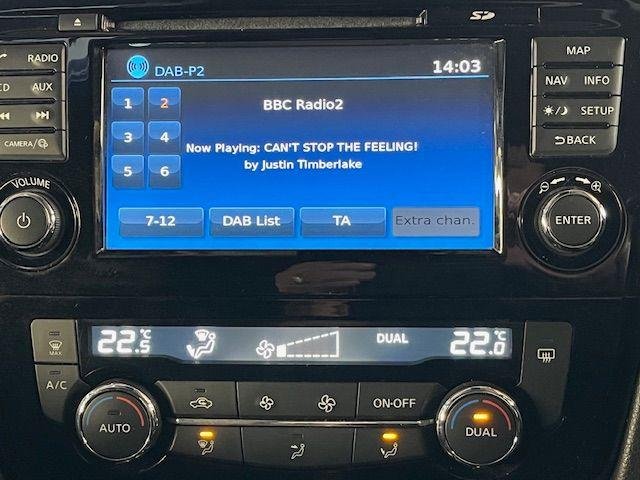 SD
RADIO
CD
AUX
CAMERA/
VOLUME
DAB-P2
14:03
1 2
BBC Radio2
3 4
Now Playing: CAN'T STOP THE FEELING!
by Justin Timberlake
5 6
7-12
DAB List
TA
Extra chan.
MAP
NAV
INFO
SETUP
BACK
ENTER
22.5°C
DUAL
22.0°C
MAX
A/C
AUTO
ON·OFF
DUAL